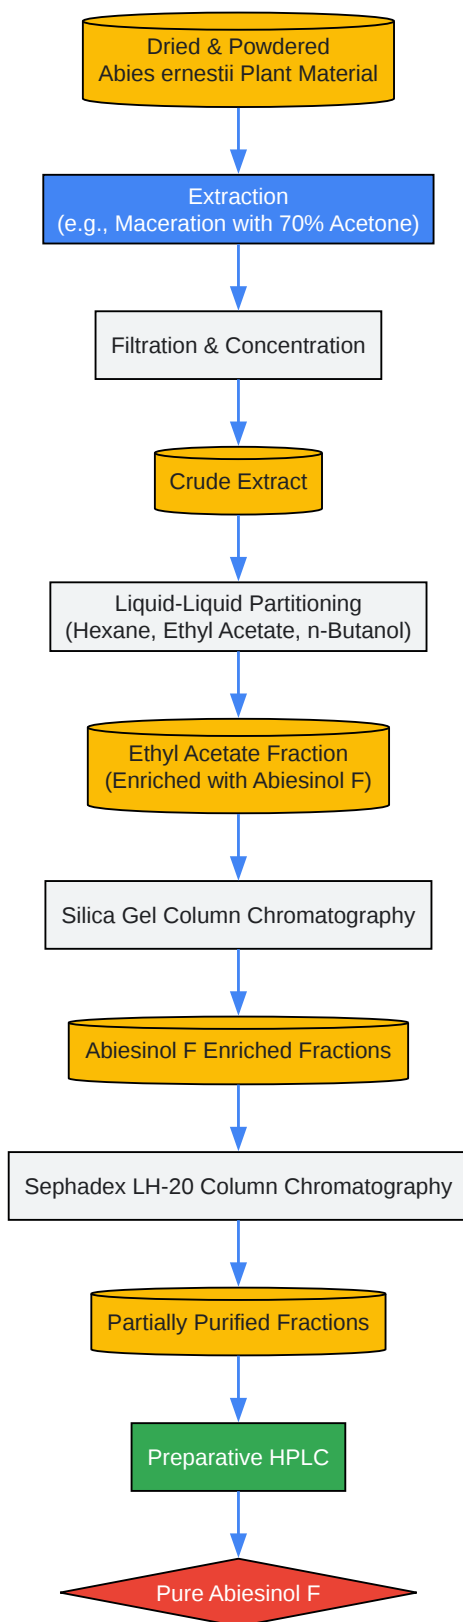 Dried & Powdered
Abies ernestii Plant Material
Extraction
(e.g., Maceration with 70% Acetone)
Filtration & Concentration
Crude Extract
Liquid-Liquid Partitioning
(Hexane, Ethyl Acetate, n-Butanol)
Ethyl Acetate Fraction
(Enriched with Abiesinol F)
Silica Gel Column Chromatography
Abiesinol F Enriched Fractions
Sephadex LH-20 Column Chromatography
Partially Purified Fractions
Preparative HPLC
Pure Abiesinol F